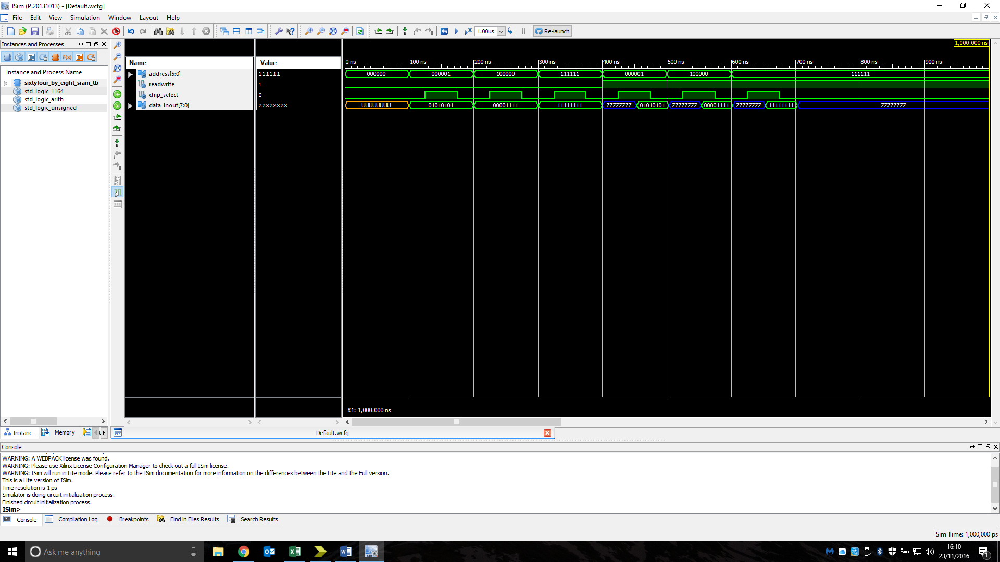 ISim (P.20131013) - [Default.wcfg]
File Edit View Simulation Window Layout Help
1.00us Re-launch
Instances and Processes
1,000.000 ns
Name Value
0 ns 100 ns 200 ns 300 ns 400 ns 500 ns 600 ns 700 ns 800 ns 900 ns
Instance and Process Name
address[5:0] 111111 000000 000001 100000 111111 000001 100000 111111
sixtyfour_by_eight_sram_tb
readwrite 1
std_logic_1164
chip_select 0
std_logic_arith
data_inout[7:0] ZZZZZZZZ UUUUUUUU 01010101 00001111 11111111 ZZZZZZZZ 01010101 ZZZZZZZZ 00001111 ZZZZZZZZ 11111111 ZZZZZZZZ
std_logic_unsigned
F(x)
X1: 1,000.000 ns
Instanc... Memory
Default.wcfg
Console
WARNING: A WEBPACK license was found.
WARNING: Please use Xilinx License Configuration Manager to check out a full ISim license.
WARNING: ISim will run in Lite mode. Please refer to the ISim documentation for more information on the differences between the Lite and the Full version.
This is a Lite version of ISim.
Time resolution is 1 ps
Simulator is doing circuit initialization process.
Finished circuit initialization process.
ISim>
Console Compilation Log Breakpoints Find in Files Results Search Results
Sim Time: 1,000,000 ps
Ask me anything
16:10
23/11/2016
1